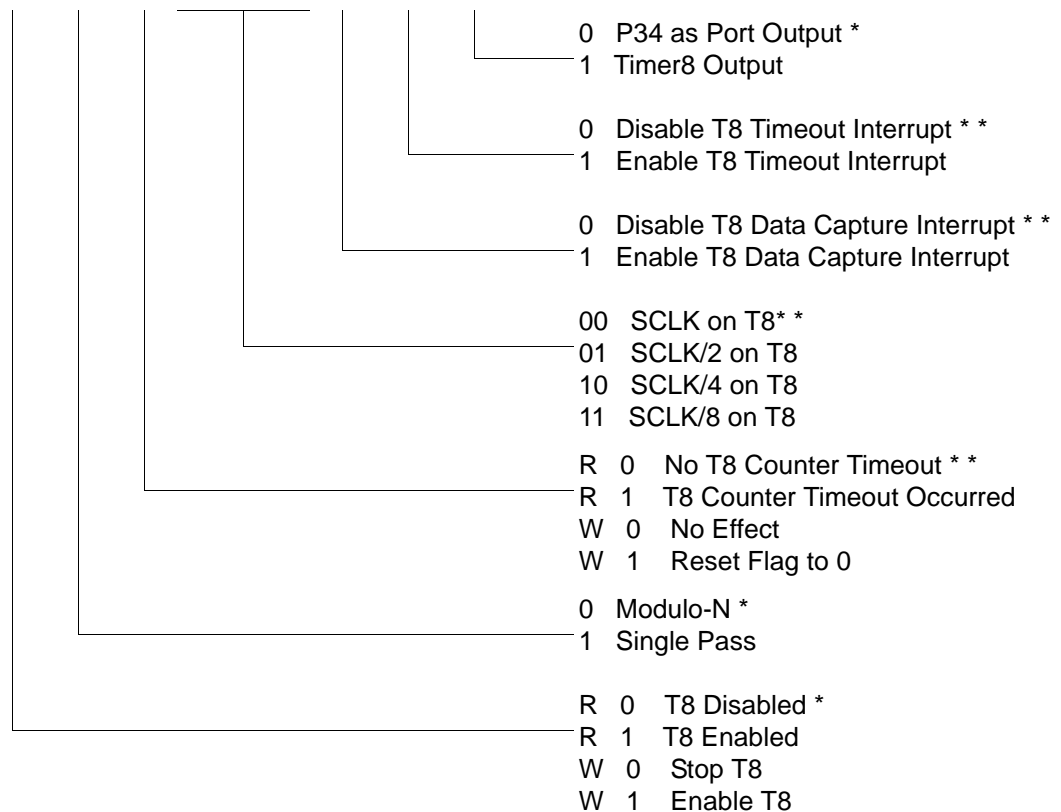 0 P34 as Port Output *
1 Timer8 Output
0 Disable T8 Timeout Interrupt * *
1 Enable T8 Timeout Interrupt
0 Disable T8 Data Capture Interrupt * *
1 Enable T8 Data Capture Interrupt
00 SCLK on T8* *
01 SCLK/2 on T8
10 SCLK/4 on T8
11 SCLK/8 on T8
R 0 No T8 Counter Timeout * *
R 1 T8 Counter Timeout Occurred
W 0 No Effect
W 1 Reset Flag to 0
0 Modulo-N *
1 Single Pass
R 0 T8 Disabled *
R 1 T8 Enabled
W 0 Stop T8
W 1 Enable T8